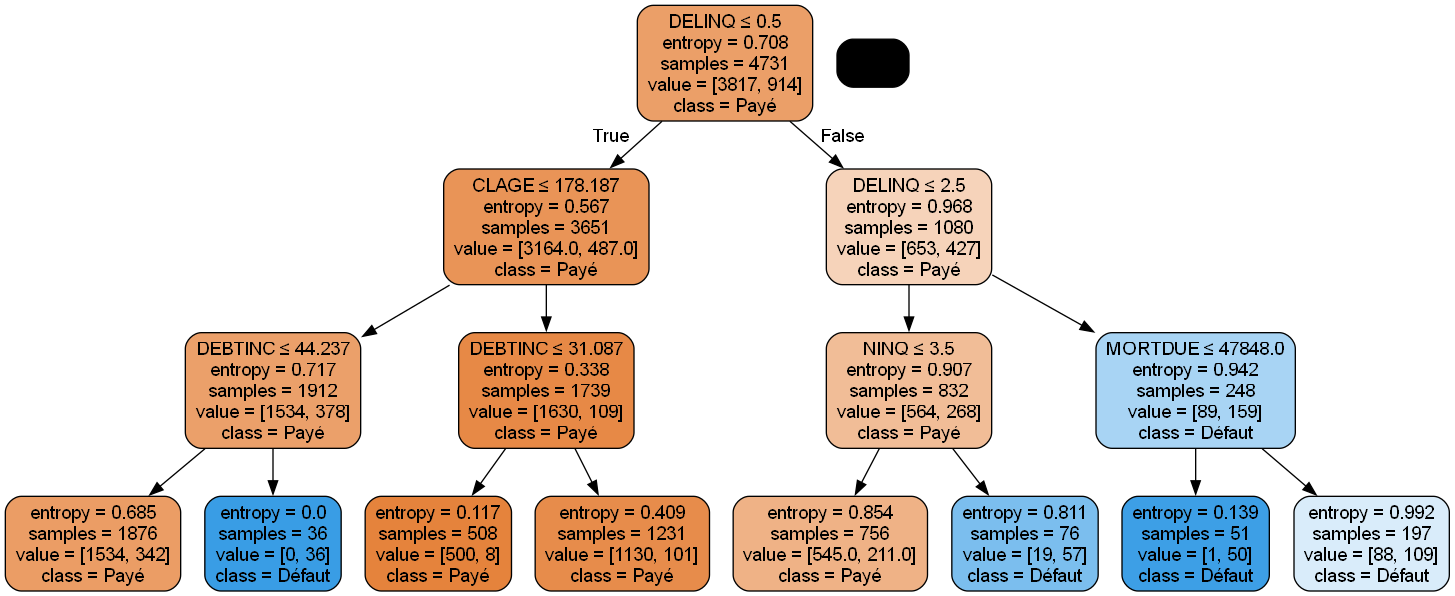 DELINQ ≤ 0.5
entropy = 0.708
samples = 4731
value = [3817, 914]
class = Payé
True
False
CLAGE ≤ 178.187
entropy = 0.567
samples = 3651
value = [3164.0, 487.0]
class = Payé
DELINQ ≤ 2.5
entropy = 0.968
samples = 1080
value = [653, 427]
class = Payé
DEBTINC ≤ 44.237
entropy = 0.717
samples = 1912
value = [1534, 378]
class = Payé
DEBTINC ≤ 31.087
entropy = 0.338
samples = 1739
value = [1630, 109]
class = Payé
NINQ ≤ 3.5
entropy = 0.907
samples = 832
value = [564, 268]
class = Payé
MORTDUE ≤ 47848.0
entropy = 0.942
samples = 248
value = [89, 159]
class = Défaut
entropy = 0.685
samples = 1876
value = [1534, 342]
class = Payé
entropy = 0.0
samples = 36
value = [0, 36]
class = Défaut
entropy = 0.117
samples = 508
value = [500, 8]
class = Payé
entropy = 0.409
samples = 1231
value = [1130, 101]
class = Payé
entropy = 0.854
samples = 756
value = [545.0, 211.0]
class = Payé
entropy = 0.811
samples = 76
value = [19, 57]
class = Défaut
entropy = 0.139
samples = 51
value = [1, 50]
class = Défaut
entropy = 0.992
samples = 197
value = [88, 109]
class = Défaut